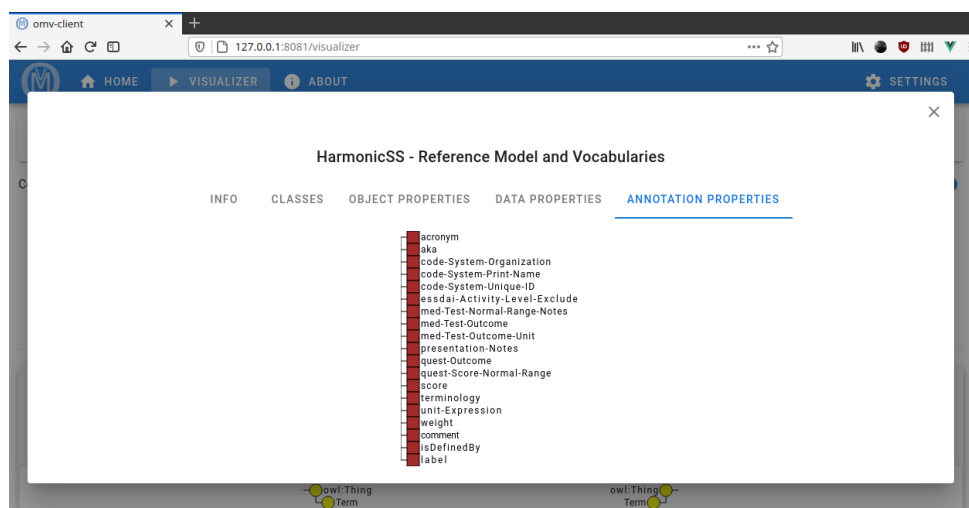 omv-client
127.0.0.1:8081/visualizer
HOME
VISUALIZER
ABOUT
SETTINGS
HarmonicSS - Reference Model and Vocabularies
INFO
CLASSES
OBJECT PROPERTIES
DATA PROPERTIES
ANNOTATION PROPERTIES
acronym
aka
code-System-Organization
code-System-Print-Name
code-System-Unique-ID
essdai-Activity-Level-Exclude
med-Test-Normal-Range-Notes
med-Test-Outcome
med-Test-Outcome-Unit
presentation-Notes
quest-Outcome
quest-Score-Normal-Range
score
terminology
unit-Expression
weight
comment
isDefinedBy
label
owl:Thing
Term
owl:Thing
Term